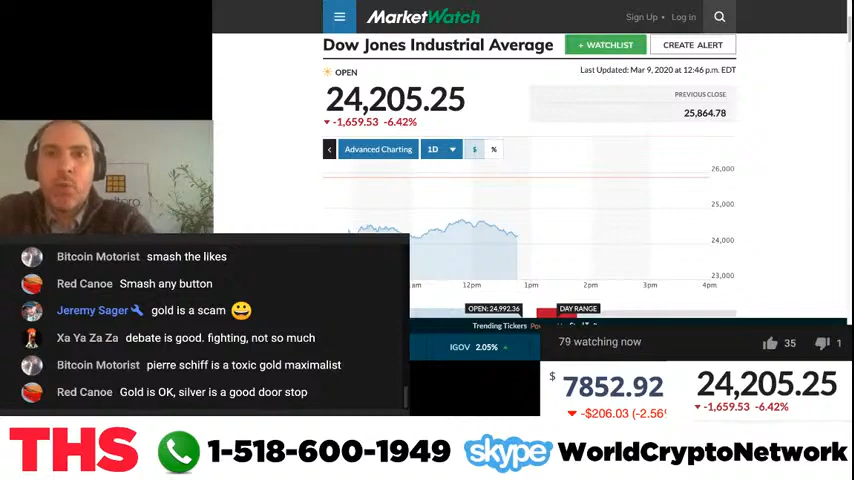 MarketWatch
Sign Up • Log in
Dow Jones Industrial Average
+ WATCHLIST
CREATE ALERT
OPEN
Last Updated: Mar 9, 2020 at 12:46 p.m. EDT
24,205.25
-1,659.53 -6.42%
PREVIOUS CLOSE
25,864.78
Advanced Charting
1D
$
%
26,000
25,000
24,000
23,000
am
12pm
1pm
2pm
3pm
4pm
OPEN: 24,992.36
DAY RANGE
Trending Tickers
IGOV 2.05%
Bitcoin Motorist smash the likes
Red Canoe Smash any button
Jeremy Sager gold is a scam 😀
Xa Ya Za Za debate is good. fighting, not so much
Bitcoin Motorist pierre schiff is a toxic gold maximalist
Red Canoe Gold is OK, silver is a good door stop
79 watching now
35
1
$ 7852.92
-$206.03 (-2.56%
24,205.25
-1,659.53 -6.42%
THS 1-518-600-1949 skype WorldCryptoNetwork